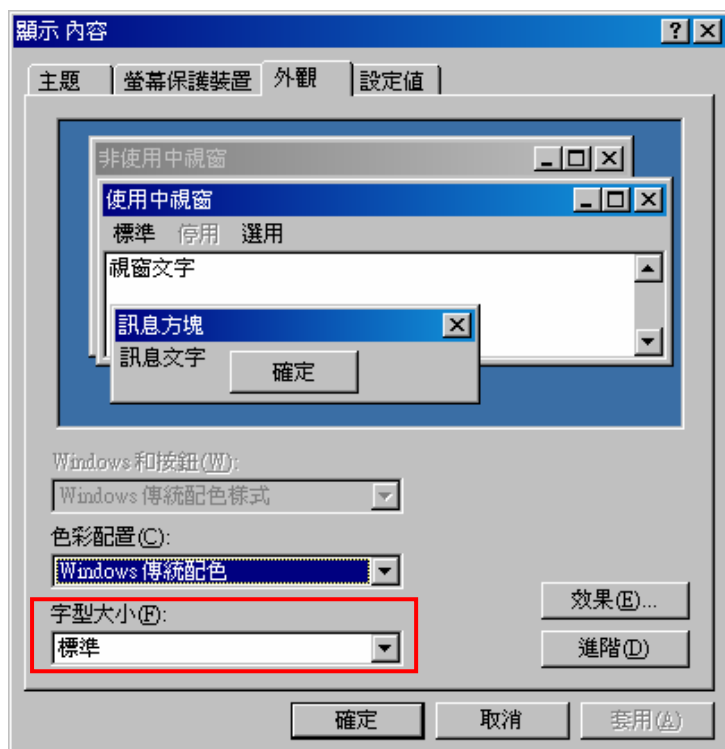 顯示 內容
主題 螢幕保護裝置 外觀 設定値
非使用中視窗
使用中視窗
標準 停用 選用
視窗文字
訊息方塊
訊息文字
確定
Windows 和按鈕(W):
Windows 傳統配色樣式
色彩配置(C):
Windows 傳統配色
效果(E)...
字型大小(F):
標準
進階(D)
確定 取消 套用(A)